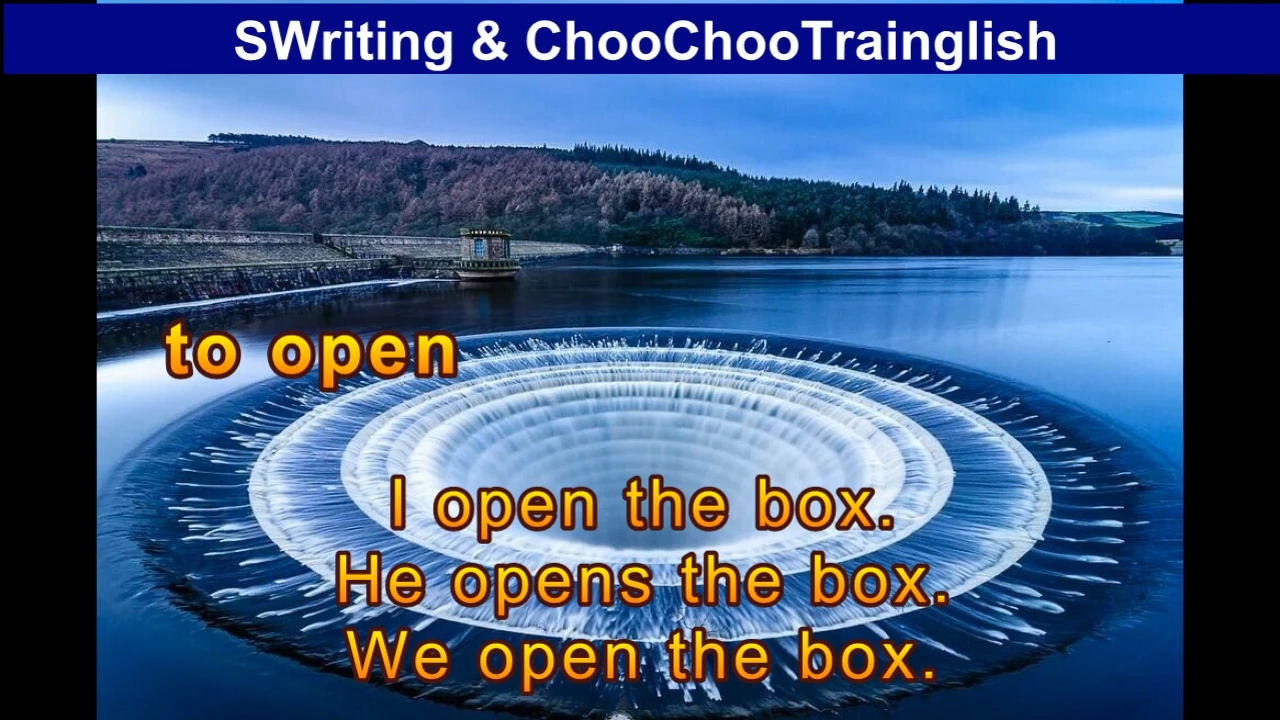 SWriting & ChooChooTrainglish
to open
I open the box.
He opens the box.
We open the box.